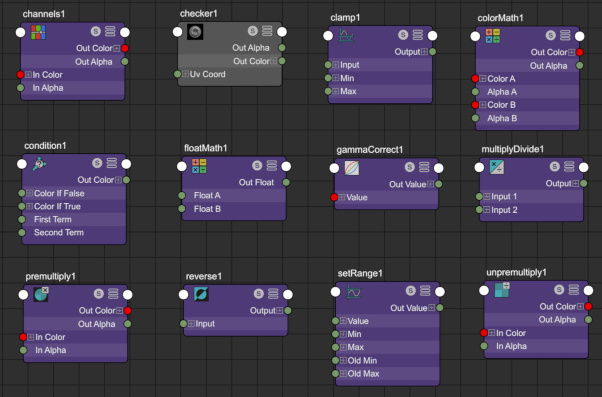 channels1
Out Color
Out Alpha
In Color
In Alpha
checker1
Out Alpha
Out Color
Uv Coord
clamp1
Output
Input
Min
Max
colorMath1
Out Color
Out Alpha
Color A
Alpha A
Color B
Alpha B
condition1
Out Color
Color If False
Color If True
First Term
Second Term
floatMath1
Out Float
Float A
Float B
gammaCorrect1
Out Value
Value
multiplyDivide1
Output
Input 1
Input 2
premultiply1
Out Color
Out Alpha
In Color
In Alpha
reverse1
Output
Input
setRange1
Out Value
Value
Min
Max
Old Min
Old Max
unpremultiply1
Out Color
Out Alpha
In Color
In Alpha